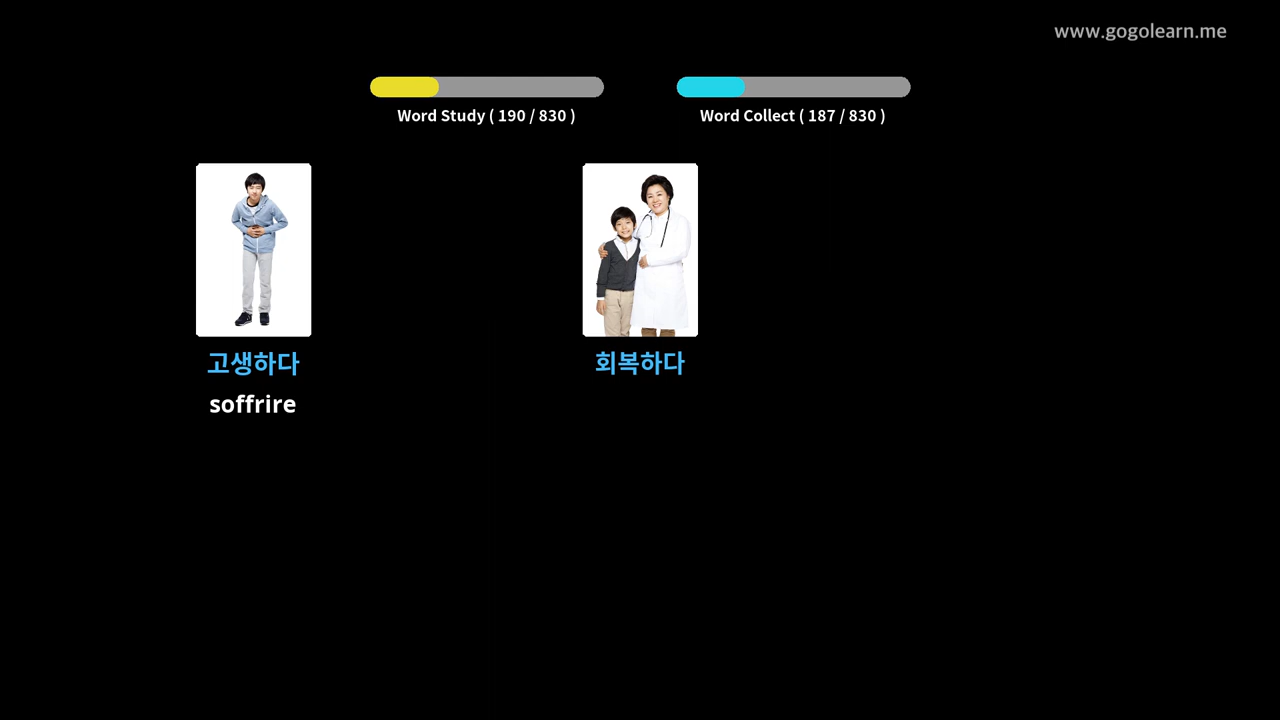 www.gogolearn.me
Word Study ( 190 / 830 )
Word Collect ( 187 / 830 )
고생하다
회복하다
soffrire